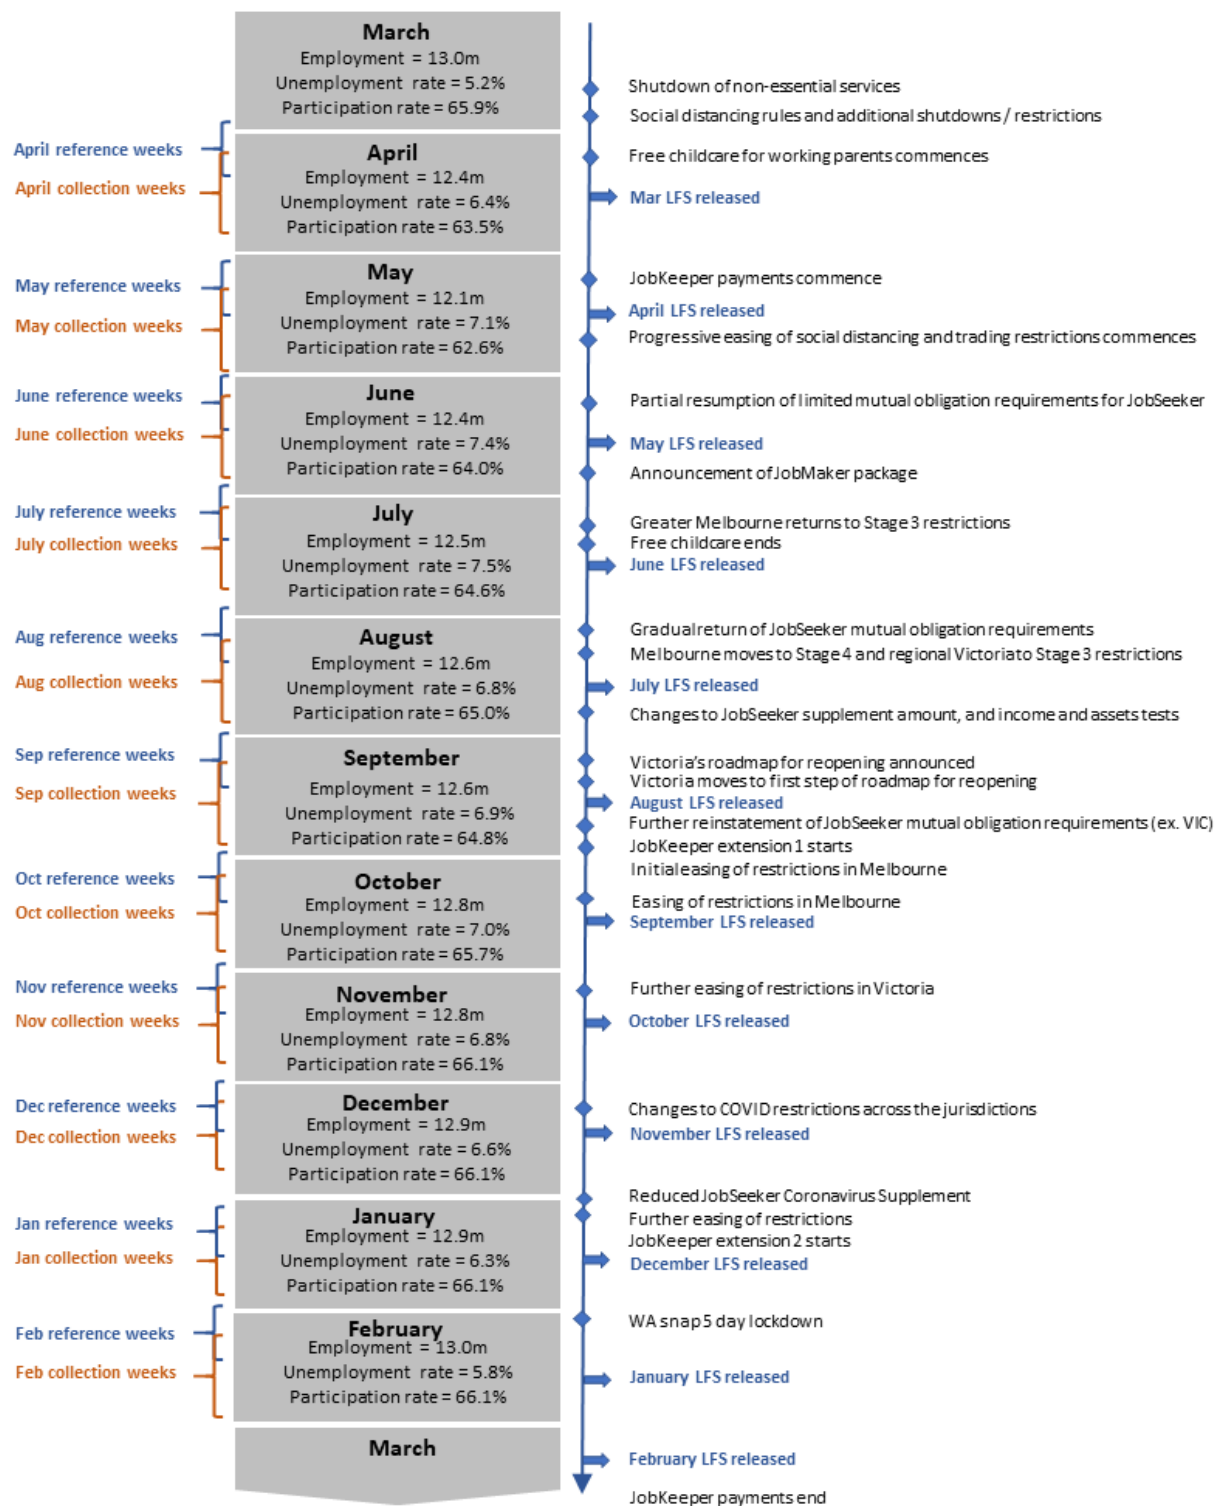 March
Employment = 13.0m
Unemployment rate = 5.2%
Participation rate = 65.9%
Shutdown of non-essential services
Social distancing rules and additional shutdowns / restrictions
April reference weeks
April collection weeks
April
Employment = 12.4m
Unemployment rate = 6.4%
Participation rate = 63.5%
Free childcare for working parents commences
Mar LFS released
May reference weeks
May collection weeks
May
Employment = 12.1m
Unemployment rate = 7.1%
Participation rate = 62.6%
JobKeeper payments commence
April LFS released
Progressive easing of social distancing and trading restrictions commences
June reference weeks
June collection weeks
June
Employment = 12.4m
Unemployment rate = 7.4%
Participation rate = 64.0%
Partial resumption of limited mutual obligation requirements for JobSeeker
May LFS released
Announcement of JobMaker package
July reference weeks
July collection weeks
July
Employment = 12.5m
Unemployment rate = 7.5%
Participation rate = 64.6%
Greater Melbourne returns to Stage 3 restrictions
Free childcare ends
June LFS released
Aug reference weeks
Aug collection weeks
August
Employment = 12.6m
Unemployment rate = 6.8%
Participation rate = 65.0%
Gradual return of JobSeeker mutual obligation requirements
Melbourne moves to Stage 4 and regional Victoria to Stage 3 restrictions
July LFS released
Changes to JobSeeker supplement amount, and income and assets tests
Sep reference weeks
Sep collection weeks
September
Employment = 12.6m
Unemployment rate = 6.9%
Participation rate = 64.8%
Victoria's roadmap for reopening announced
Victoria moves to first step of roadmap for reopening
August LFS released
Further reinstatement of JobSeeker mutual obligation requirements (ex. VIC)
JobKeeper extension 1 starts
Initial easing of restrictions in Melbourne
Oct reference weeks
Oct collection weeks
October
Employment = 12.8m
Unemployment rate = 7.0%
Participation rate = 65.7%
Easing of restrictions in Melbourne
September LFS released
Nov reference weeks
Nov collection weeks
November
Employment = 12.8m
Unemployment rate = 6.8%
Participation rate = 66.1%
Further easing of restrictions in Victoria
October LFS released
Dec reference weeks
Dec collection weeks
December
Employment = 12.9m
Unemployment rate = 6.6%
Participation rate = 66.1%
Changes to COVID restrictions across the jurisdictions
November LFS released
Jan reference weeks
Jan collection weeks
January
Employment = 12.9m
Unemployment rate = 6.3%
Participation rate = 66.1%
Reduced JobSeeker Coronavirus Supplement
Further easing of restrictions
JobKeeper extension 2 starts
December LFS released
Feb reference weeks
Feb collection weeks
February
Employment = 13.0m
Unemployment rate = 5.8%
Participation rate = 66.1%
WA snap 5 day lockdown
January LFS released
March
February LFS released
JobKeeper payments end